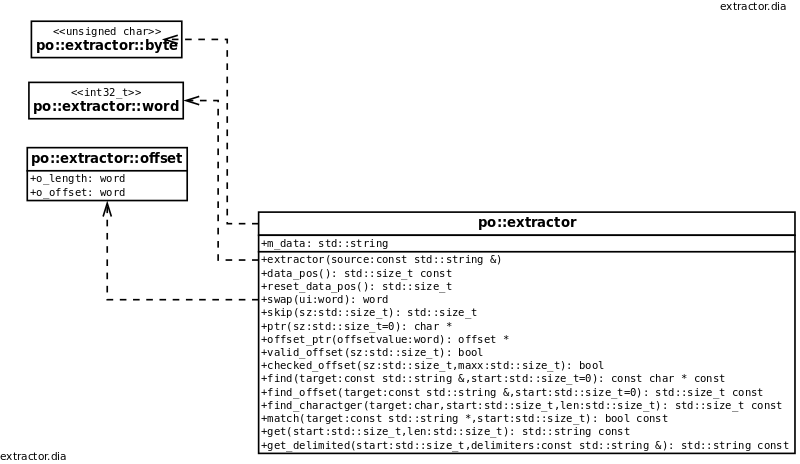 extractor.dia
<<unsigned char>>
po::extractor::byte
<<int32_t>>
po::extractor::word
po::extractor::offset
+o_length: word
+o_offset: word
po::extractor
+m_data: std::string
+extractor(source:const std::string &)
+data_pos(): std::size_t const
+reset_data_pos(): std::size_t
+swap(ui:word): word
+skip(sz:std::size_t): std::size_t
+ptr(sz:std::size_t=0): char *
+offset_ptr(offsetvalue:word): offset *
+valid_offset(sz:std::size_t): bool
+checked_offset(sz:std::size_t,maxx:std::size_t): bool
+find(target:const std::string &,start:std::size_t=0): const char * const
+find_offset(target:const std::string &,start:std::size_t=0): std::size_t const
+find_charactger(target:char,start:std::size_t,len:std::size_t): std::size_t const
+match(target:const std::string *,start:std::size_t): bool const
+get(start:std::size_t,len:std::size_t): std::string const
+get_delimited(start:std::size_t,delimiters:const std::string &): std::string const
extractor.dia